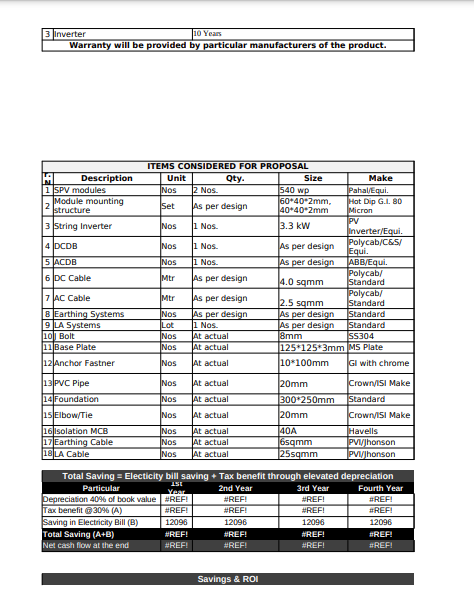 3 Inverter 10 Years
Warranty will be provided by particular manufacturers of the product.
ITEMS CONSIDERED FOR PROPOSAL
r. N Description Unit Qty. Size Make
1 SPV modules Nos 2 Nos. 540 wp Pahal/Equi.
2 Module mounting structure Set As per design 60*40*2mm, 40*40*2mm Hot Dip G.I. 80 Micron
3 String Inverter Nos 1 Nos. 3.3 kW PV Inverter/Equi.
4 DCDB Nos 1 Nos. As per design Polycab/C&S/ Equi.
5 ACDB Nos 1 Nos. As per design ABB/Equi.
6 DC Cable Mtr As per design 4.0 sqmm Polycab/ Standard
7 AC Cable Mtr As per design 2.5 sqmm Polycab/ Standard
8 Earthing Systems Nos As per design As per design Standard
9 LA Systems Lot 1 Nos. As per design Standard
10 J Bolt Nos At actual 8mm SS304
11 Base Plate Nos At actual 125*125*3mm MS Plate
12 Anchor Fastner Nos At actual 10*100mm GI with chrome
13 PVC Pipe Nos At actual 20mm Crown/ISI Make
14 Foundation Nos At actual 300*250mm Standard
15 Elbow/Tie Nos At actual 20mm Crown/ISI Make
16 Isolation MCB Nos At actual 40A Havells
17 Earthing Cable Nos At actual 6sqmm PVI/Jhonson
18 LA Cable Nos At actual 25sqmm PVI/Jhonson
Total Saving = Electicity bill saving + Tax benefit through elevated depreciation
Particular 1st Year 2nd Year 3rd Year Fourth Year
Depreciation 40% of book value #REF! #REF! #REF! #REF!
Tax benefit @30% (A) #REF! #REF! #REF! #REF!
Saving in Electricity Bill (B) 12096 12096 12096 12096
Total Saving (A+B) #REF! #REF! #REF! #REF!
Net cash flow at the end #REF! #REF! #REF! #REF!
Savings & ROI